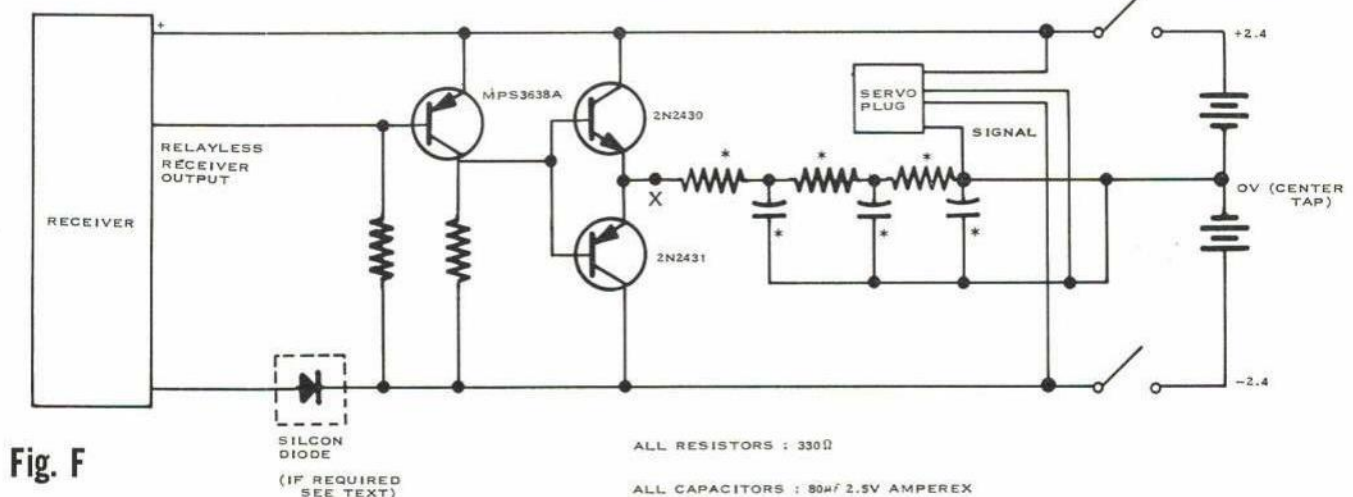 +
+2.4
MPS3638A
2N2430
SERVO
PLUG
SIGNAL
RELAYLESS
RECEIVER
OUTPUT
RECEIVER
* * *
X
0V (CENTER
TAP)
* * *
2N2431
-2.4
SILCON
DIODE
(IF REQUIRED
SEE TEXT)
Fig. F
ALL RESISTORS : 330Ω
ALL CAPACITORS : 80μf 2.5V AMPEREX